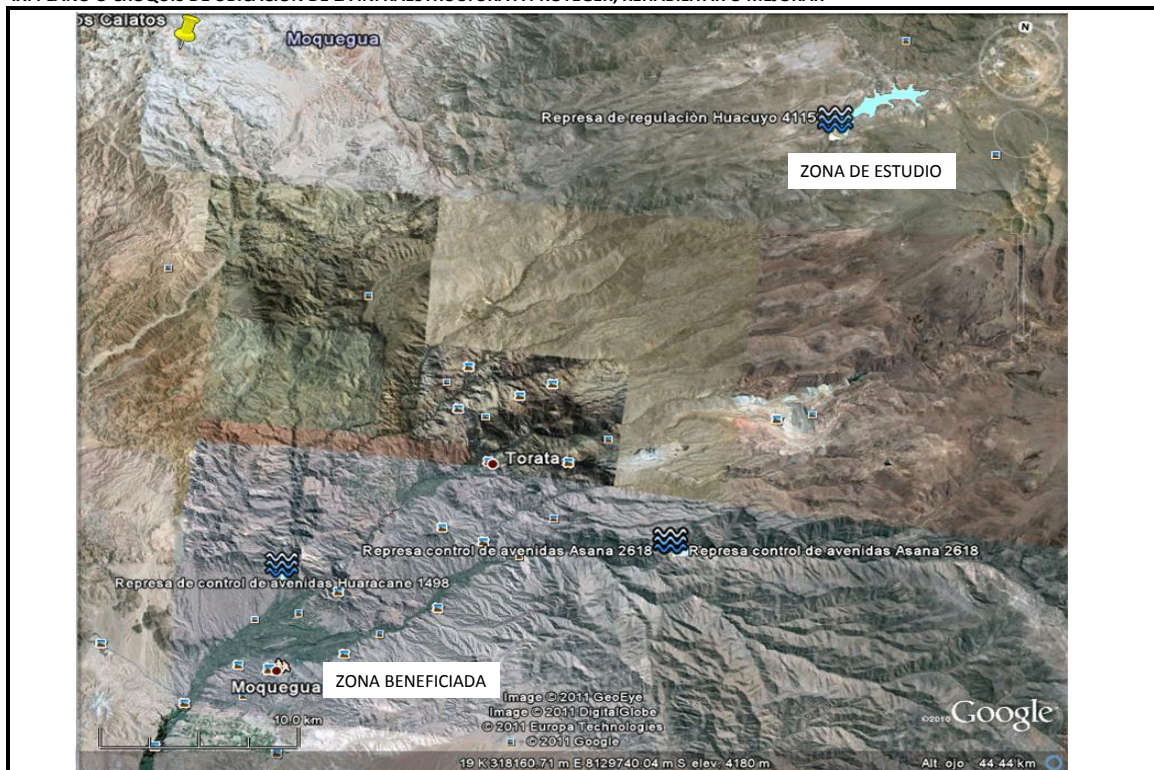 os Calatos
Moquegua
N
Represa de regulación Huacuyo 4115
ZONA DE ESTUDIO
Torata
Represa control de avenidas Asana 2618
Represa control de avenidas Asana 2618
Represa de control de avenidas Huaracane 1498
Moquegua
ZONA BENEFICIADA
Image © 2011 GeoEye
Image © 2011 DigitalGlobe
© 2011 Europa Technologies
© 2011 Google
10.0 km
©2010 Google
19 K 318160.71 m E 8129740.04 m S elev. 4180 m
Alt. ojo 44.44 km